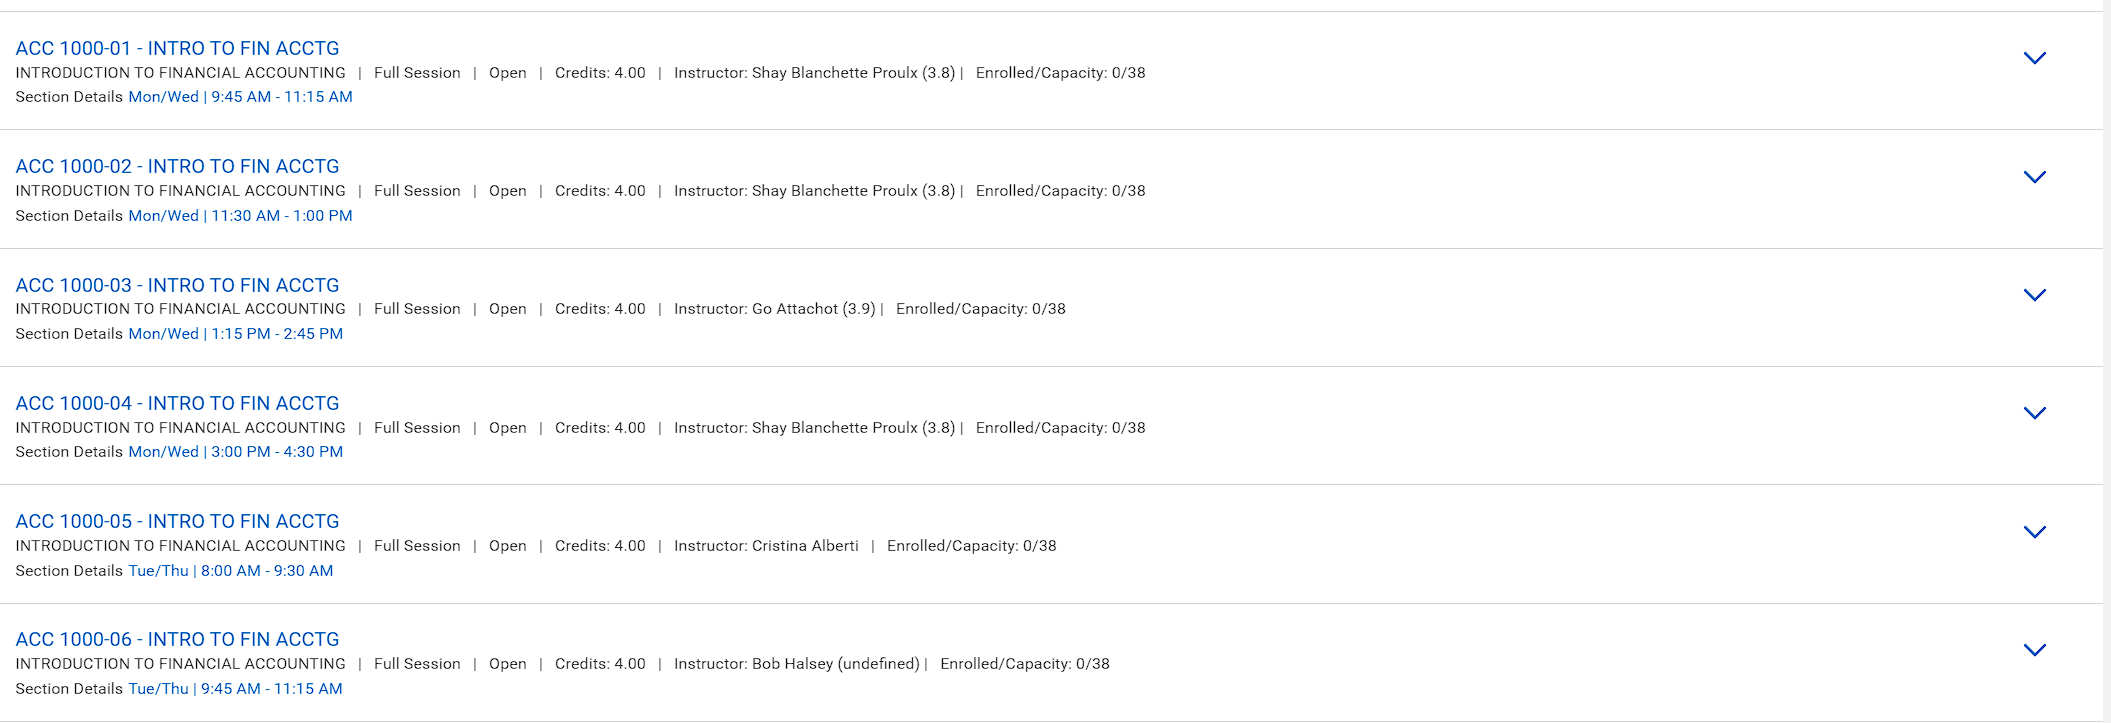 ACC 1000-01 - INTRO TO FIN ACCTG
INTRODUCTION TO FINANCIAL ACCOUNTING | Full Session | Open | Credits: 4.00 | Instructor: Shay Blanchette Proulx (3.8) | Enrolled/Capacity: 0/38
Section Details Mon/Wed | 9:45 AM - 11:15 AM
ACC 1000-02 - INTRO TO FIN ACCTG
INTRODUCTION TO FINANCIAL ACCOUNTING | Full Session | Open | Credits: 4.00 | Instructor: Shay Blanchette Proulx (3.8) | Enrolled/Capacity: 0/38
Section Details Mon/Wed | 11:30 AM - 1:00 PM
ACC 1000-03 - INTRO TO FIN ACCTG
INTRODUCTION TO FINANCIAL ACCOUNTING | Full Session | Open | Credits: 4.00 | Instructor: Go Attachot (3.9) | Enrolled/Capacity: 0/38
Section Details Mon/Wed | 1:15 PM - 2:45 PM
ACC 1000-04 - INTRO TO FIN ACCTG
INTRODUCTION TO FINANCIAL ACCOUNTING | Full Session | Open | Credits: 4.00 | Instructor: Shay Blanchette Proulx (3.8) | Enrolled/Capacity: 0/38
Section Details Mon/Wed | 3:00 PM - 4:30 PM
ACC 1000-05 - INTRO TO FIN ACCTG
INTRODUCTION TO FINANCIAL ACCOUNTING | Full Session | Open | Credits: 4.00 | Instructor: Cristina Alberti | Enrolled/Capacity: 0/38
Section Details Tue/Thu | 8:00 AM - 9:30 AM
ACC 1000-06 - INTRO TO FIN ACCTG
INTRODUCTION TO FINANCIAL ACCOUNTING | Full Session | Open | Credits: 4.00 | Instructor: Bob Halsey (undefined) | Enrolled/Capacity: 0/38
Section Details Tue/Thu | 9:45 AM - 11:15 AM